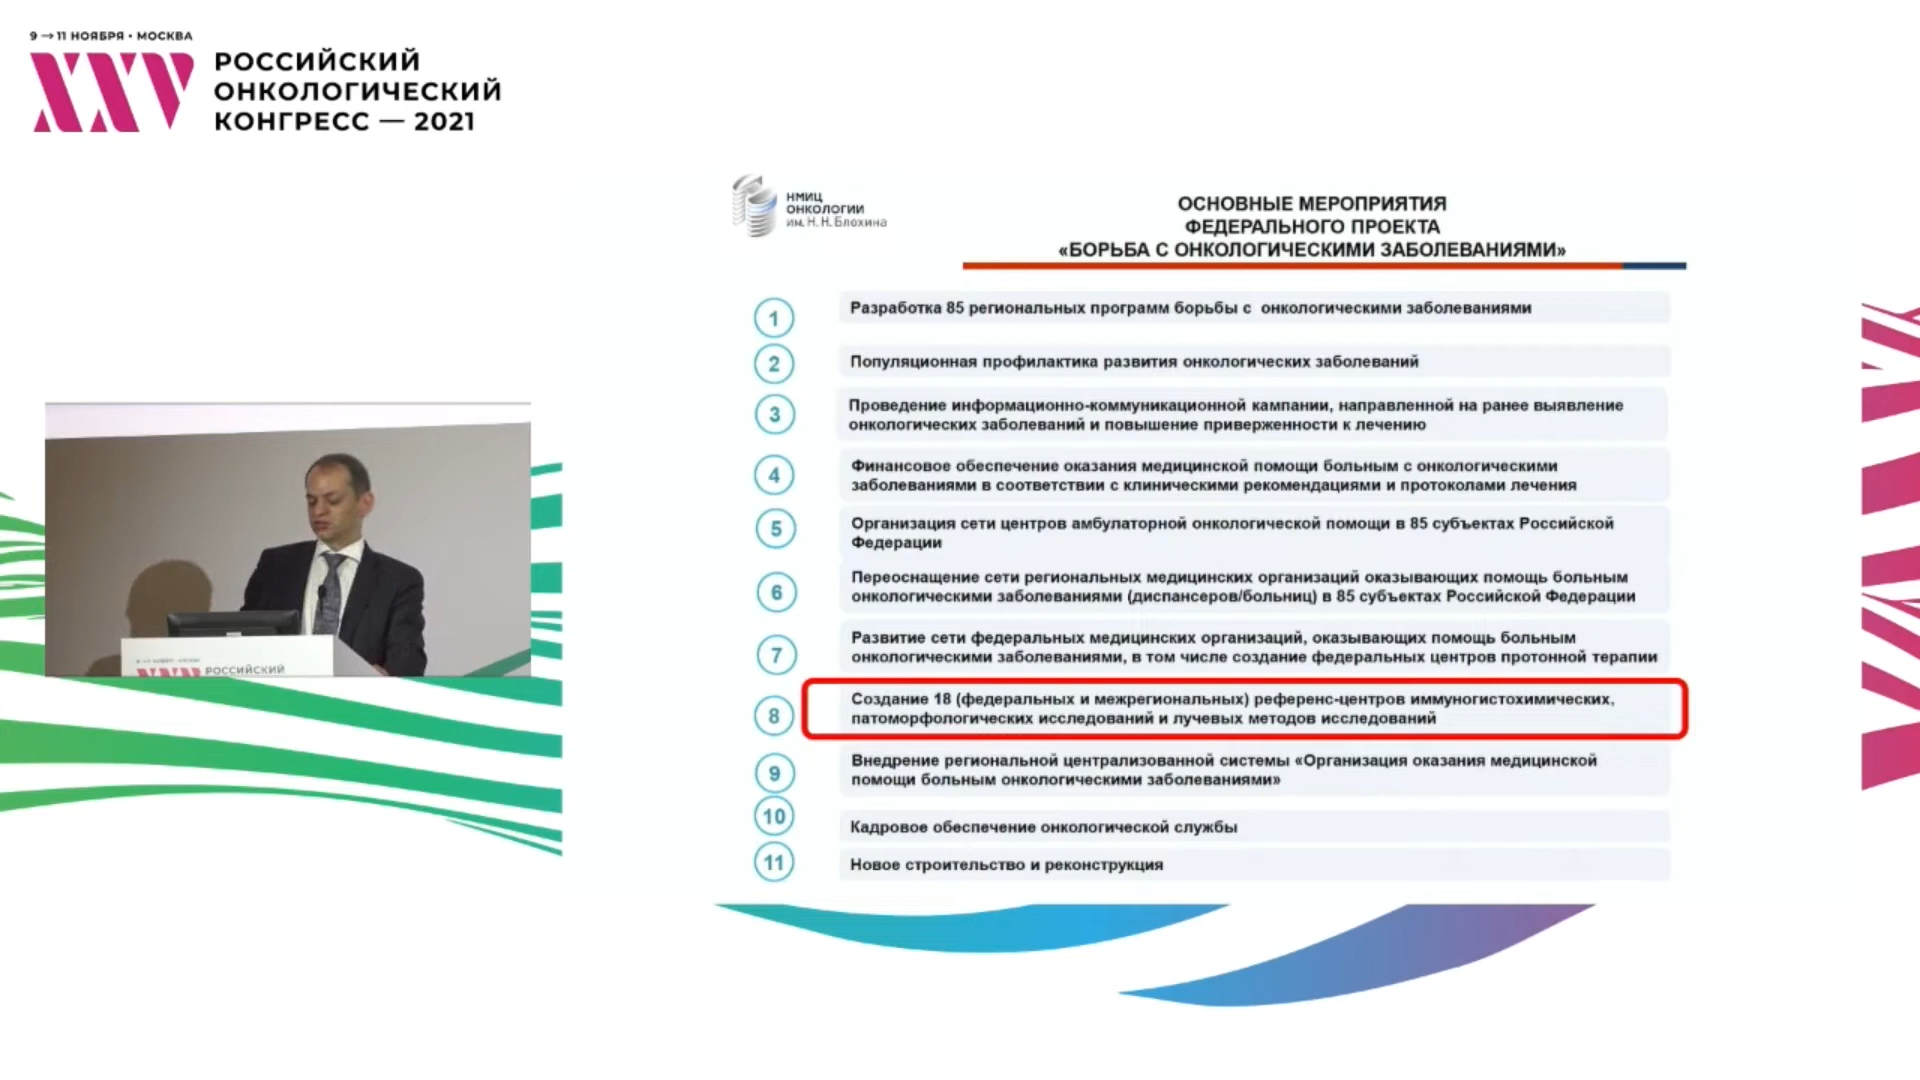 9 → 11 НОЯБРЯ • МОСКВА
XXV
РОССИЙСКИЙ
ОНКОЛОГИЧЕСКИЙ
КОНГРЕСС — 2021
НМИЦ
ОНКОЛОГИИ
им. Н. Н. Блохина
ОСНОВНЫЕ МЕРОПРИЯТИЯ
ФЕДЕРАЛЬНОГО ПРОЕКТА
«БОРЬБА С ОНКОЛОГИЧЕСКИМИ ЗАБОЛЕВАНИЯМИ»
1
Разработка 85 региональных программ борьбы с онкологическими заболеваниями
2
Популяционная профилактика развития онкологических заболеваний
3
Проведение информационно-коммуникационной кампании, направленной на ранее выявление
онкологических заболеваний и повышение приверженности к лечению
4
Финансовое обеспечение оказания медицинской помощи больным с онкологическими
заболеваниями в соответствии с клиническими рекомендациями и протоколами лечения
5
Организация сети центров амбулаторной онкологической помощи в 85 субъектах Российской
Федерации
6
Переоснащение сети региональных медицинских организаций оказывающих помощь больным
онкологическими заболеваниями (диспансеров/больниц) в 85 субъектах Российской Федерации
7
Развитие сети федеральных медицинских организаций, оказывающих помощь больным
онкологическими заболеваниями, в том числе создание федеральных центров протонной терапии
8
Создание 18 (федеральных и межрегиональных) референс-центров иммуногистохимических,
патоморфологических исследований и лучевых методов исследований
9
Внедрение региональной централизованной системы «Организация оказания медицинской
помощи больным онкологическими заболеваниями»
10
Кадровое обеспечение онкологической службы
11
Новое строительство и реконструкция
РОССИЙСКИЙ